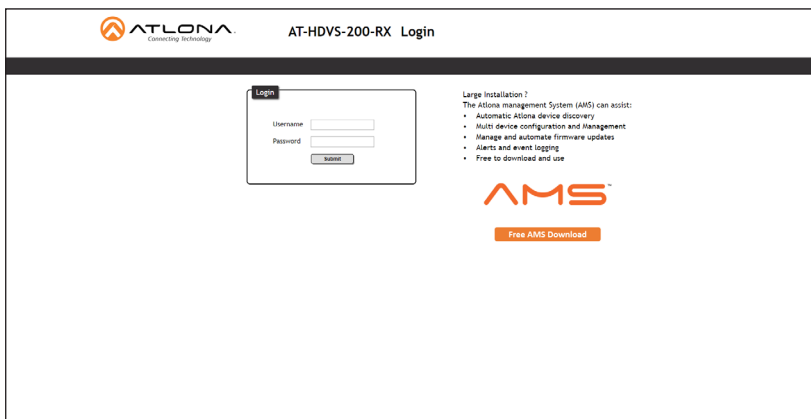 ATLONA.
Connecting Technology
AT-HDVS-200-RX Login
Login
Username
Password
Submit
Large Installation ?
The Atlona management System (AMS) can assist:
• Automatic Atlona device discovery
• Multi device configuration and Management
• Manage and automate firmware updates
• Alerts and event logging
• Free to download and use
AMS™
Free AMS Download